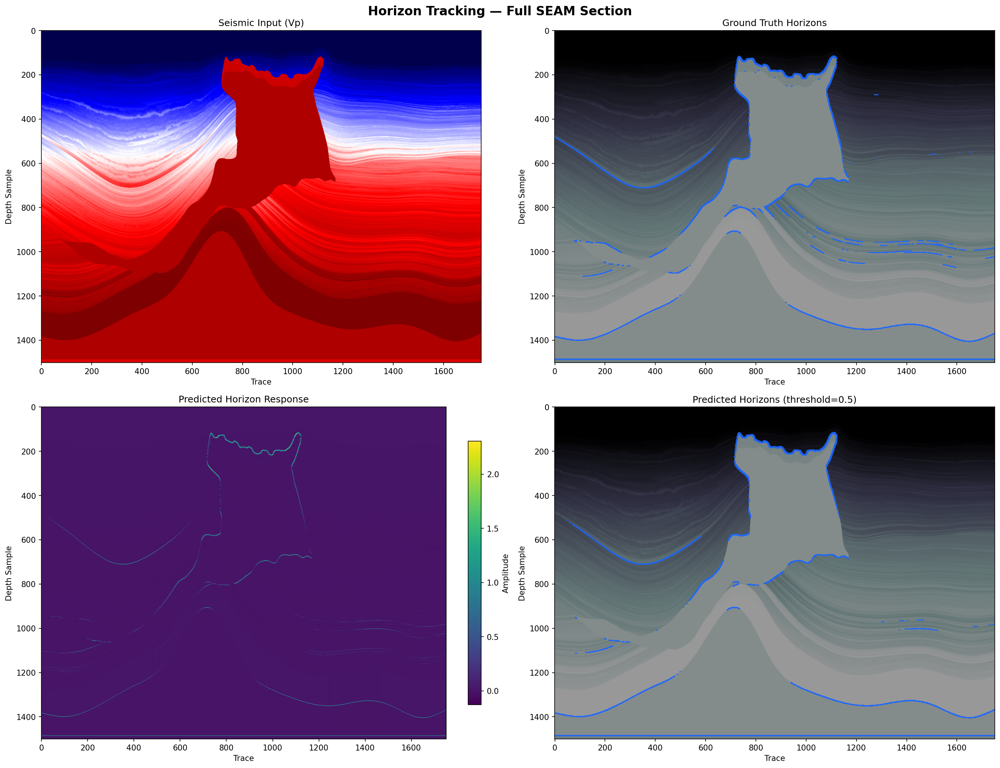 Horizon Tracking — Full SEAM Section
Seismic Input (Vp)
0
200
400
600
800
1000
1200
1400
Depth Sample
0 200 400 600 800 1000 1200 1400 1600
Trace
Ground Truth Horizons
0
200
400
600
800
1000
1200
1400
Depth Sample
0 200 400 600 800 1000 1200 1400 1600
Trace
Predicted Horizon Response
0
200
400
600
800
1000
1200
1400
Depth Sample
0 200 400 600 800 1000 1200 1400 1600
Trace
2.0
1.5
1.0
0.5
0.0
Amplitude
Predicted Horizons (threshold=0.5)
0
200
400
600
800
1000
1200
1400
Depth Sample
0 200 400 600 800 1000 1200 1400 1600
Trace